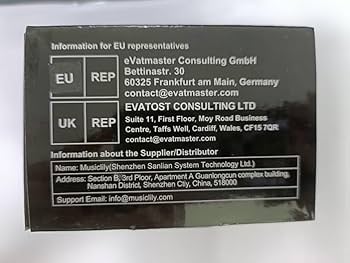 Information for EU representatives
EU REP
eVatmaster Consulting GmbH
Bettinastr. 30
60325 Frankfurt am Main, Germany
contact@evatmaster.com
UK REP
EVATOST CONSULTING LTD
Suite 11, First Floor, Moy Road Business
Centre, Taffs Well, Cardiff, Wales, CF15 7QR
contact@evatmaster.com
Information about the Supplier/Distributor
Name: Musiclily(Shenzhen Sanlian System Technology Ltd.)
Address: Section B,3rd Floor, Apartment A Guanlongcun complex building,
Nanshan District, Shenzhen City, China, 518000
Support Email: info@musiclily.com